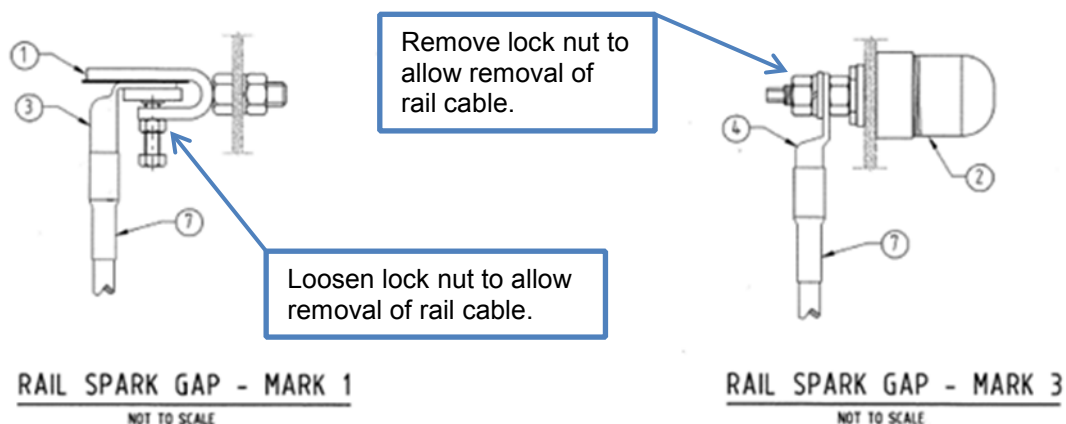 Remove lock nut to
allow removal of
rail cable.
1
3
4
2
7
7
Loosen lock nut to allow
removal of rail cable.
RAIL SPARK GAP - MARK 1
NOT TO SCALE
RAIL SPARK GAP - MARK 3
NOT TO SCALE